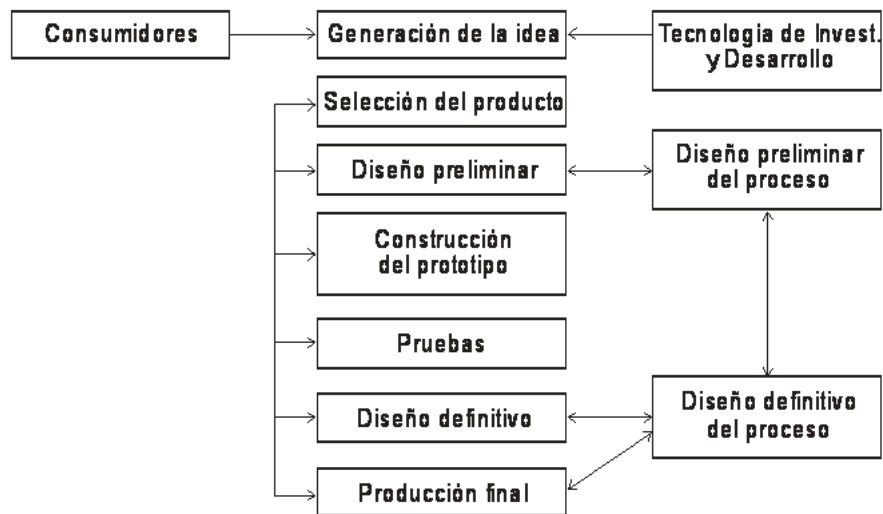 Consumidores
Generación de la idea
Tecnologia de Invest.
y Desarrollo
Selección del producto
Diseño preliminar
Diseño preliminar
del proceso
Construcción
del prototipo
Pruebas
Diseño definitivo
Diseño definitivo
del proceso
Producción final